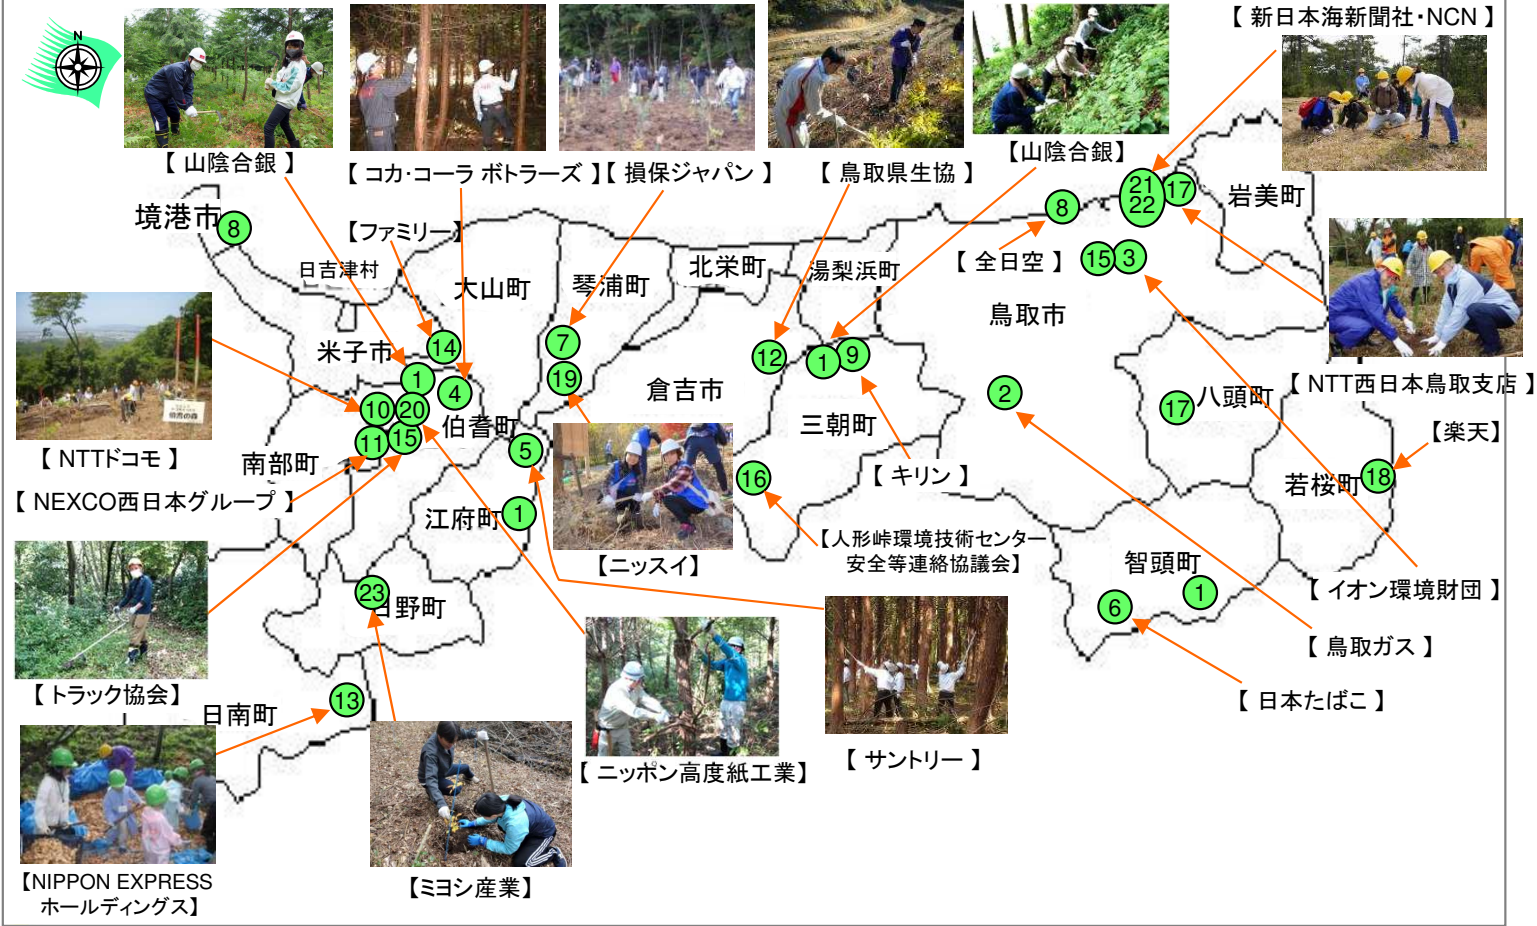 N
【 新日本海新聞社・NCN 】
【 山陰合銀 】
【 コカ・コーラ ボトラーズ 】
【 損保ジャパン 】
【 鳥取県生協 】
【山陰合銀】
境港市
8
【ファミリー】
日吉津村
大山町
琴浦町
北栄町
湯梨浜町
【 全日空 】
8
21
22
17
岩美町
15
3
鳥取市
米子市
14
7
19
12
1
9
倉吉市
三朝町
2
17
八頭町
【 NTT西日本鳥取支店 】
1
4
10
20
11
15
伯耆町
5
南部町
【 NTTドコモ 】
【 NEXCO西日本グループ 】
江府町
1
16
【 キリン 】
【楽天】
18
若桜町
【ニッスイ】
【人形峠環境技術センター
安全等連絡協議会】
智頭町
1
6
【 イオン環境財団 】
【 鳥取ガス 】
【 日本たばこ 】
23
日野町
【 トラック協会】
日南町
13
【 ニッポン高度紙工業】
【 サントリー 】
【ミヨシ産業】
【NIPPON EXPRESS
ホールディングス】